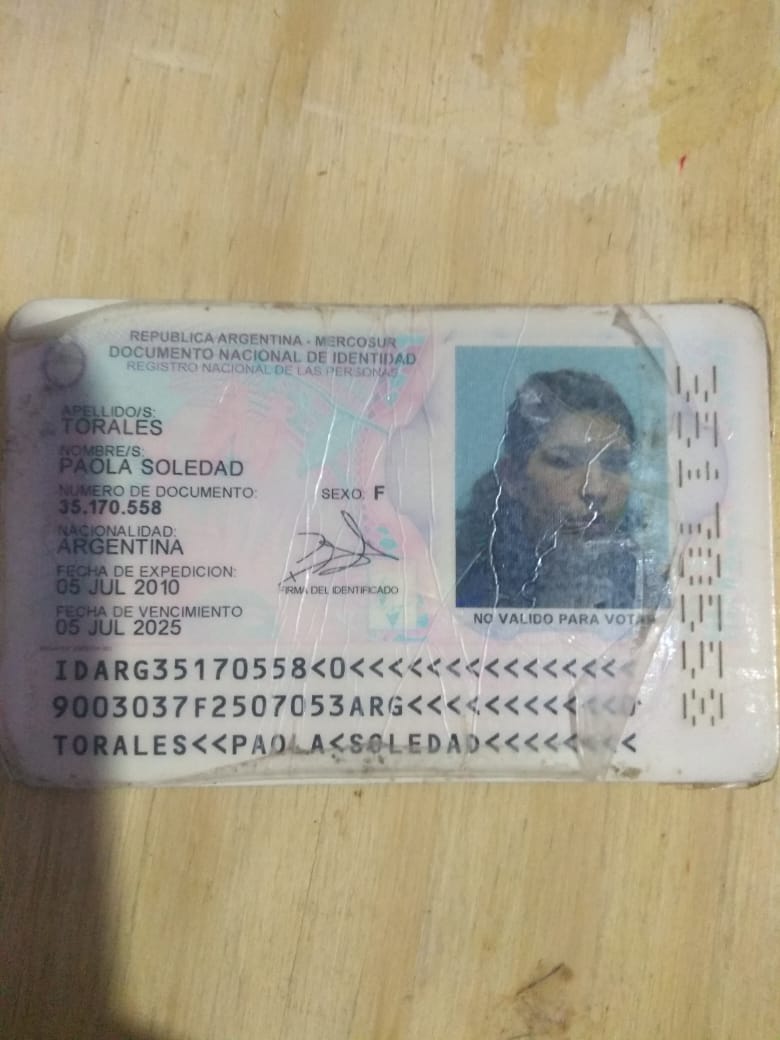 REPUBLICA ARGENTINA - MERCOSUR
DOCUMENTO NACIONAL DE IDENTIDAD
REGISTRO NACIONAL DE LAS PERSONAS
APELLIDO/S:
TORALES
NOMBRE/S:
PAOLA SOLEDAD
NUMERO DE DOCUMENTO:
35.170.558
SEXO: F
NACIONALIDAD:
ARGENTINA
FECHA DE EXPEDICION:
05 JUL 2010
FIRMA DEL IDENTIFICADO
FECHA DE VENCIMIENTO
05 JUL 2025
NO VALIDO PARA VOTAR
IDARG35170558<0<<<<<<<<<<<<<<<
9003037F2507053ARG<<<<<<<<<<<0
TORALES<<PAOLA<SOLEDAD<<<<<<<<